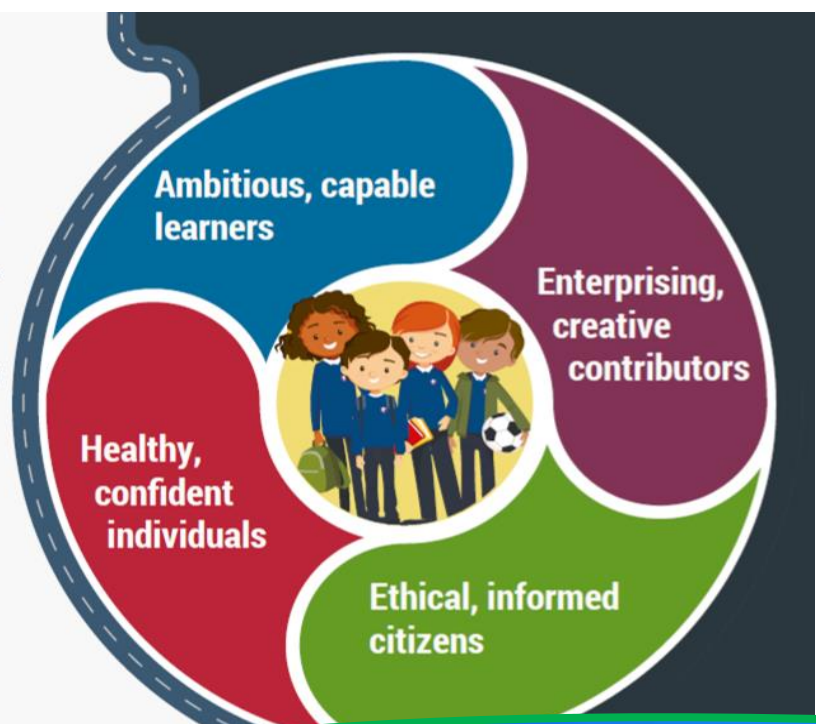 Ambitious, capable
learners
Enterprising,
creative
contributors
Healthy,
confident
individuals
Ethical, informed
citizens